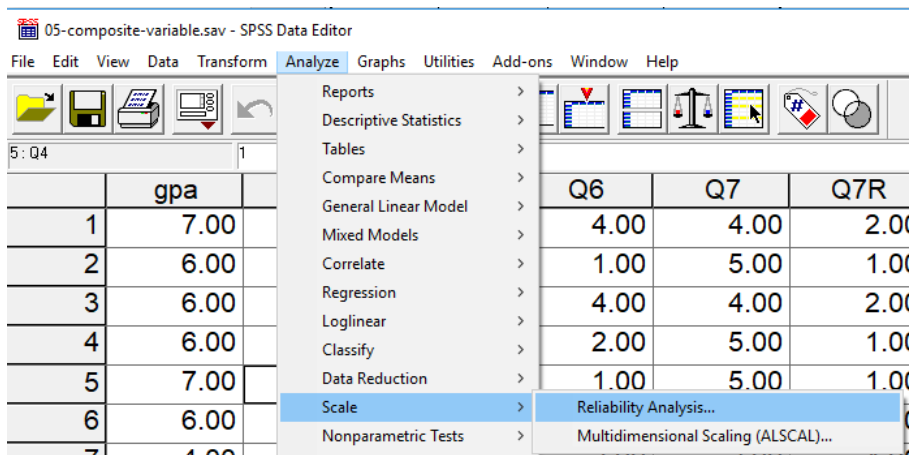 05-composite-variable.sav - SPSS Data Editor
File Edit View Data Transform Analyze Graphs Utilities Add-ons Window Help
Reports
Descriptive Statistics
5 : Q4 1
Tables
Compare Means
gpa Q6 Q7 Q7R
General Linear Model
1 7.00 4.00 4.00 2.00
Mixed Models
2 6.00 Correlate 1.00 5.00 1.00
Regression
3 6.00 4.00 4.00 2.00
Loglinear
4 6.00 2.00 5.00 1.00
Classify
5 7.00 Data Reduction 1.00 5.00 1.00
Scale Reliability Analysis...
6 6.00
Nonparametric Tests Multidimensional Scaling (ALSCAL)...